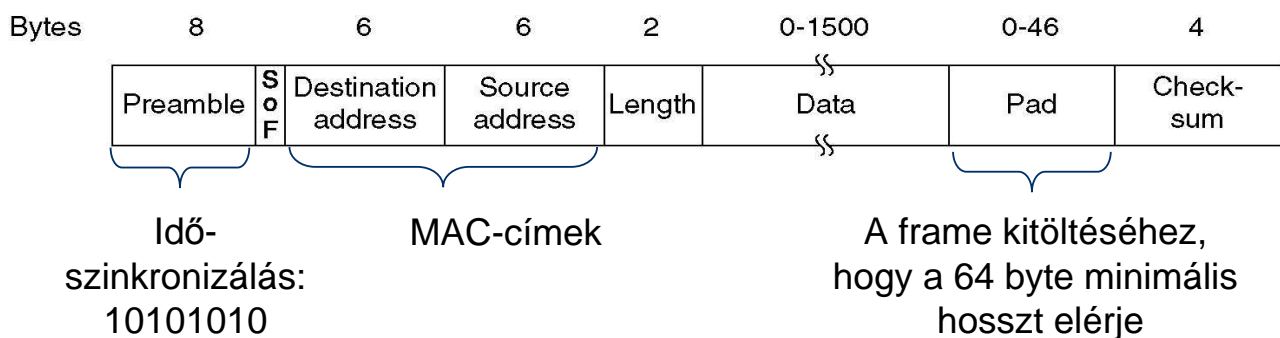 Bytes 8 6 6 2 0-1500 0-46 4
Preamble SoF Destination address Source address Length Data Pad Check-sum
Idő-
szinkronizálás:
10101010
MAC-címek
A frame kitöltéséhez,
hogy a 64 byte minimális
hosszt elérje